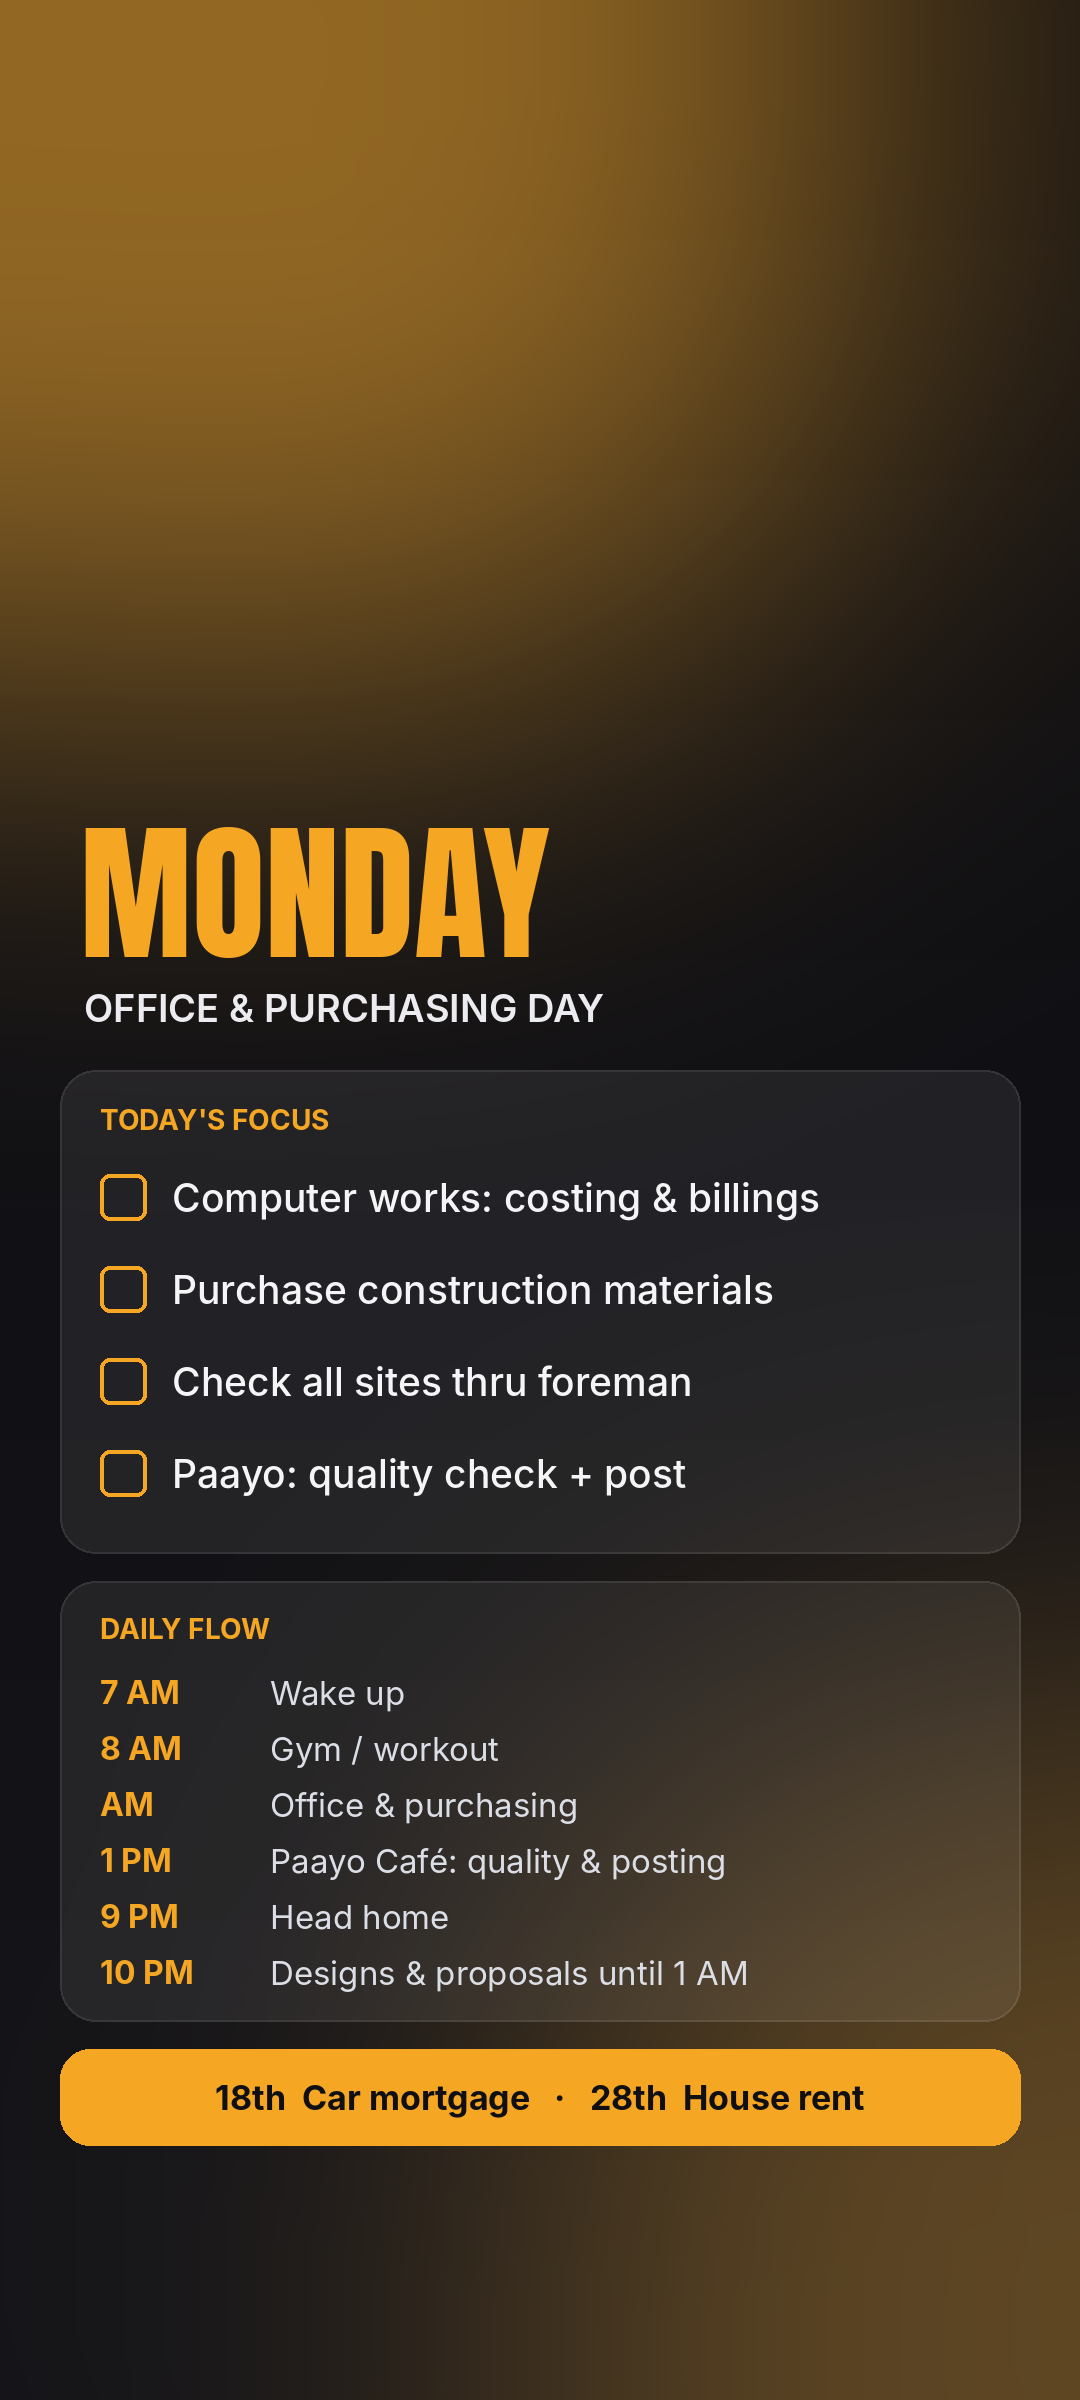 MONDAY
OFFICE & PURCHASING DAY
TODAY'S FOCUS
Computer works: costing & billings
Purchase construction materials
Check all sites thru foreman
Paayo: quality check + post
DAILY FLOW
7 AM Wake up
8 AM Gym / workout
AM Office & purchasing
1 PM Paayo Café: quality & posting
9 PM Head home
10 PM Designs & proposals until 1 AM
18th Car mortgage · 28th House rent